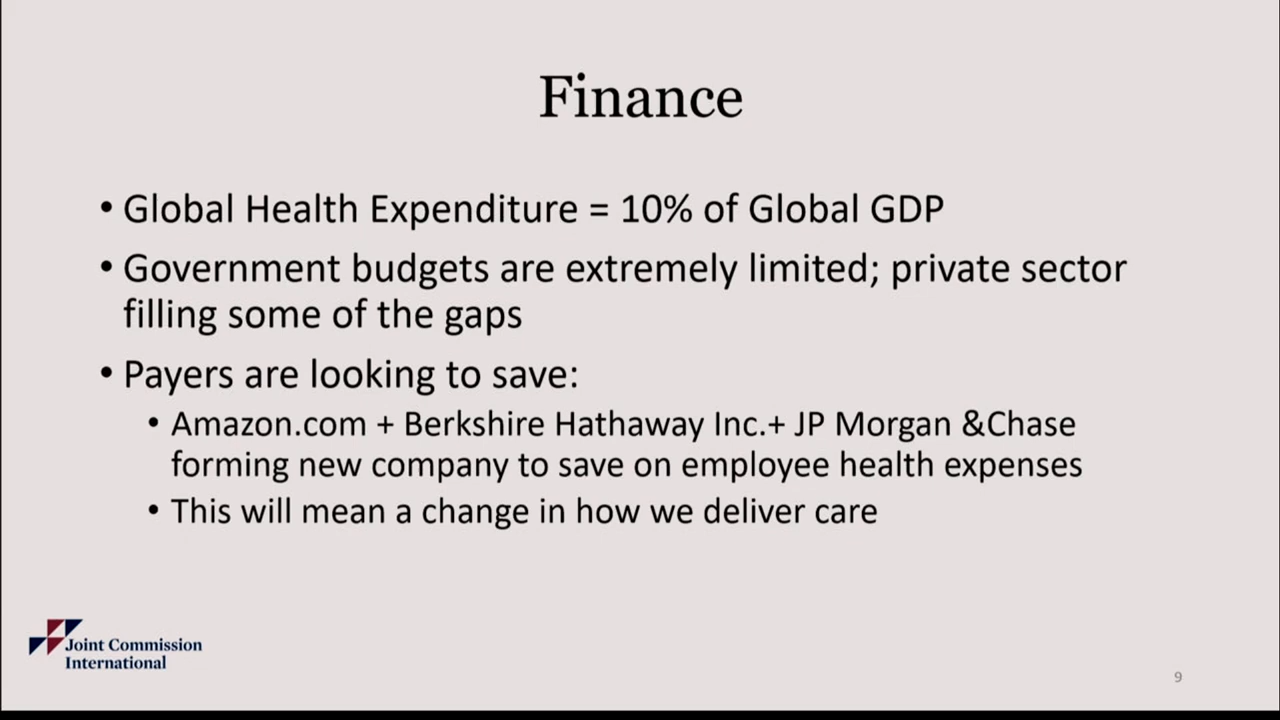 Finance
• Global Health Expenditure = 10% of Global GDP
• Government budgets are extremely limited; private sector
filling some of the gaps
• Payers are looking to save:
• Amazon.com + Berkshire Hathaway Inc.+ JP Morgan &Chase
forming new company to save on employee health expenses
• This will mean a change in how we deliver care
Joint Commission
International
9